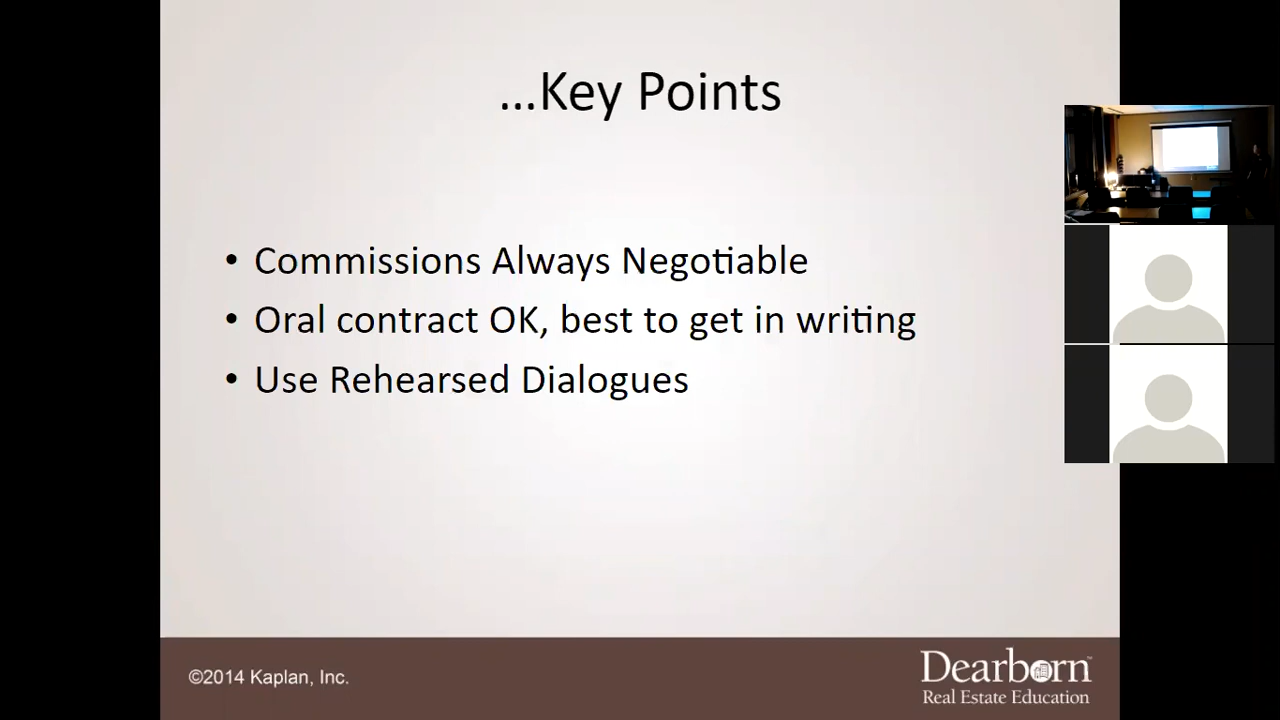 ...Key Points
• Commissions Always Negotiable
• Oral contract OK, best to get in writing
• Use Rehearsed Dialogues
©2014 Kaplan, Inc.
Dearborn™
Real Estate Education